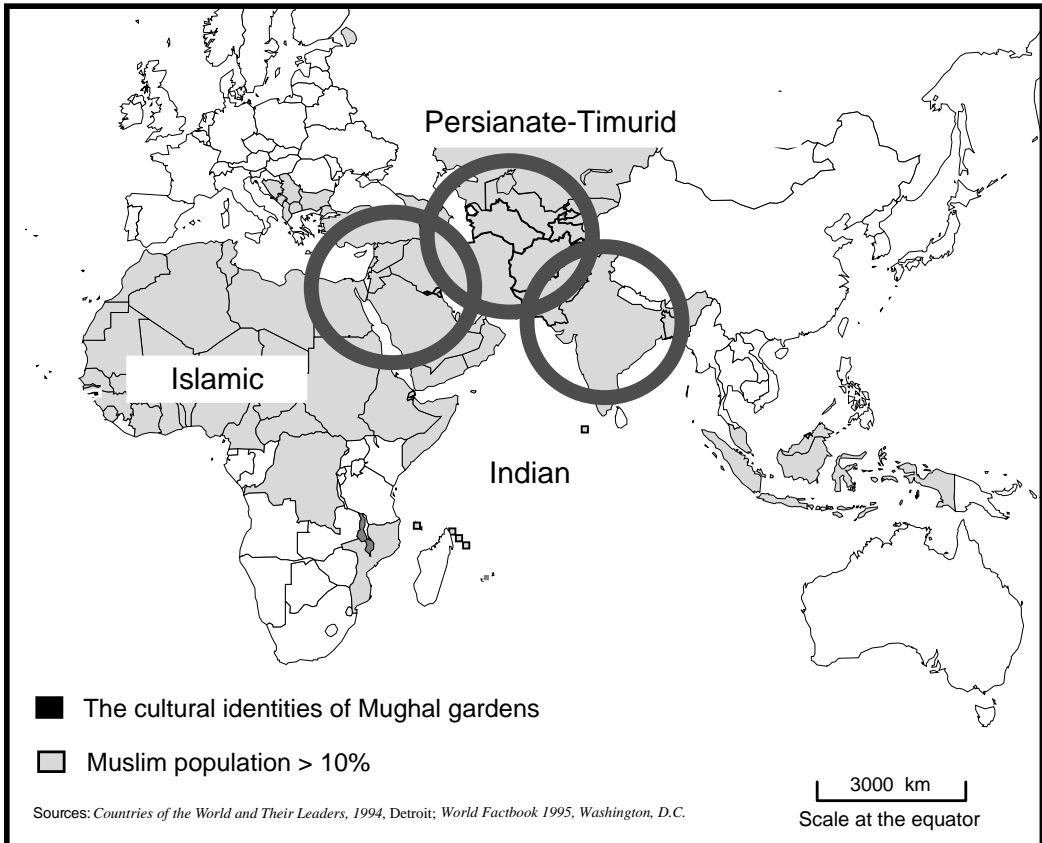 Persianate-Timurid
Islamic
Indian
The cultural identities of Mughal gardens
Muslim population > 10%
3000 km
Scale at the equator
Sources: Countries of the World and Their Leaders, 1994, Detroit; World Factbook 1995, Washington, D.C.